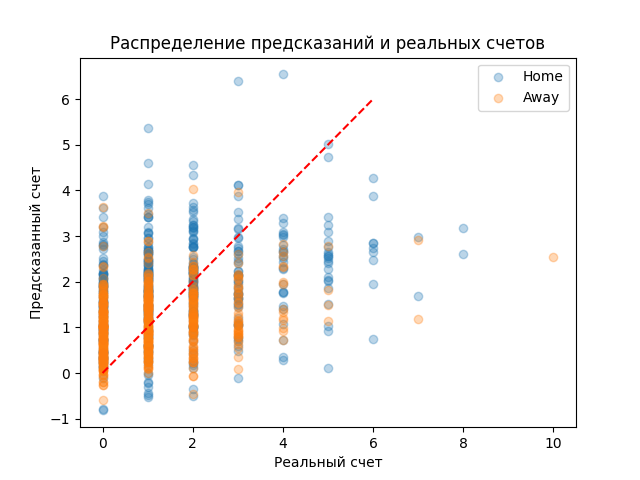 Распределение предсказаний и реальных счетов
Home
Away
6
5
4
3
2
1
0
−1
Предсказанный счет
0 2 4 6 8 10
Реальный счет